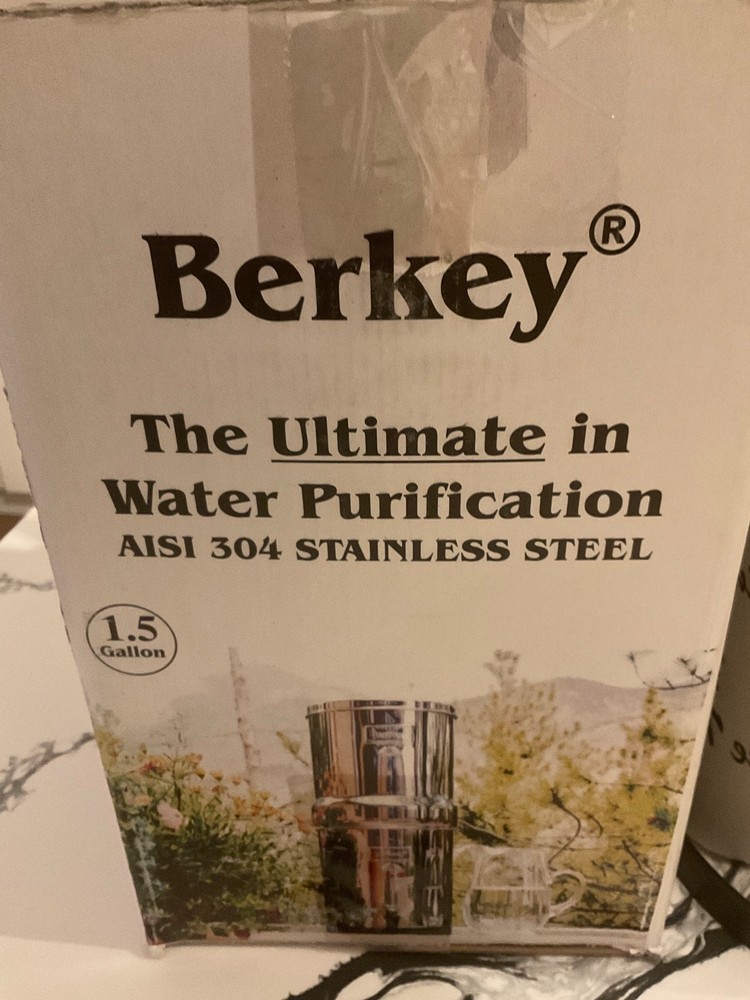 Berkey®
The Ultimate in
Water Purification
AISI 304 STAINLESS STEEL
1.5
Gallon